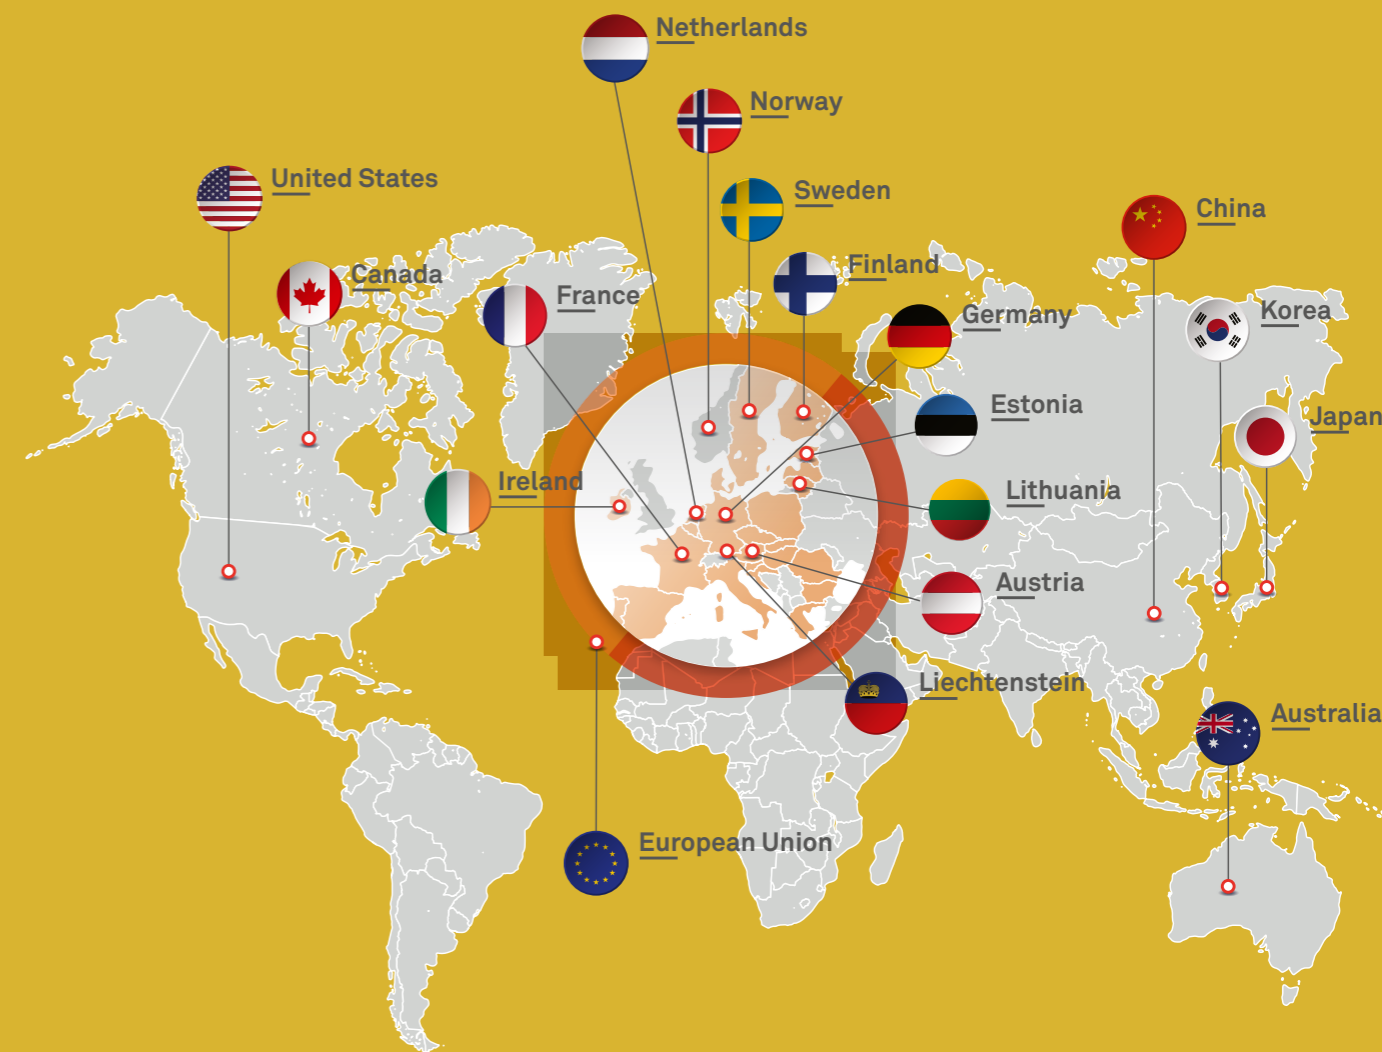 Netherlands
Norway
United States
Sweden
China
Canada
Finland
France
Germany
Korea
Estonia
Japan
Ireland
Lithuania
Austria
Liechtenstein
Australia
European Union